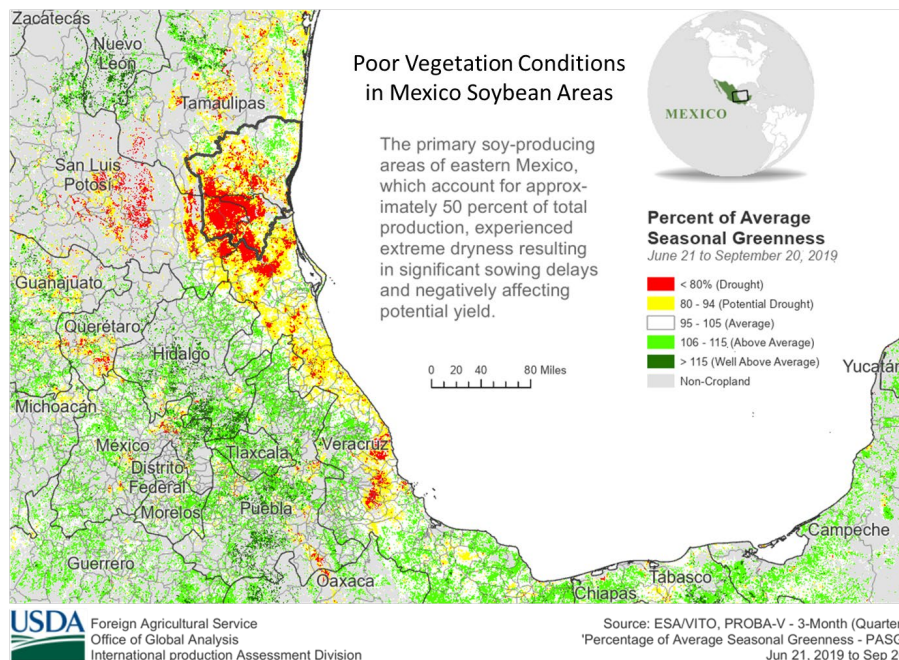 Zacatecas
Nuevo
León
Tamaulipas
San Luis
Potosí
Guanajuato
Querétaro
Hidalgo
Michoacán
México
Distrito
Federal
Tlaxcala
Veracruz
Morelos
Puebla
Guerrero
Oaxaca
Chiapas
Tabasco
Campeche
Yucatán
Poor Vegetation Conditions
in Mexico Soybean Areas
The primary soy-producing
areas of eastern Mexico,
which account for approx-
imately 50 percent of total
production, experienced
extreme dryness resulting
in significant sowing delays
and negatively affecting
potential yield.
0 20 40 80 Miles
MEXICO
Percent of Average
Seasonal Greenness
June 21 to September 20, 2019
< 80% (Drought)
80 - 94 (Potential Drought)
95 - 105 (Average)
106 - 115 (Above Average)
> 115 (Well Above Average)
Non-Cropland
USDA
Foreign Agricultural Service
Office of Global Analysis
International production Assessment Division
Source: ESA/VITO, PROBA-V - 3-Month (Quarter
'Percentage of Average Seasonal Greenness - PASG
Jun 21, 2019 to Sep 2